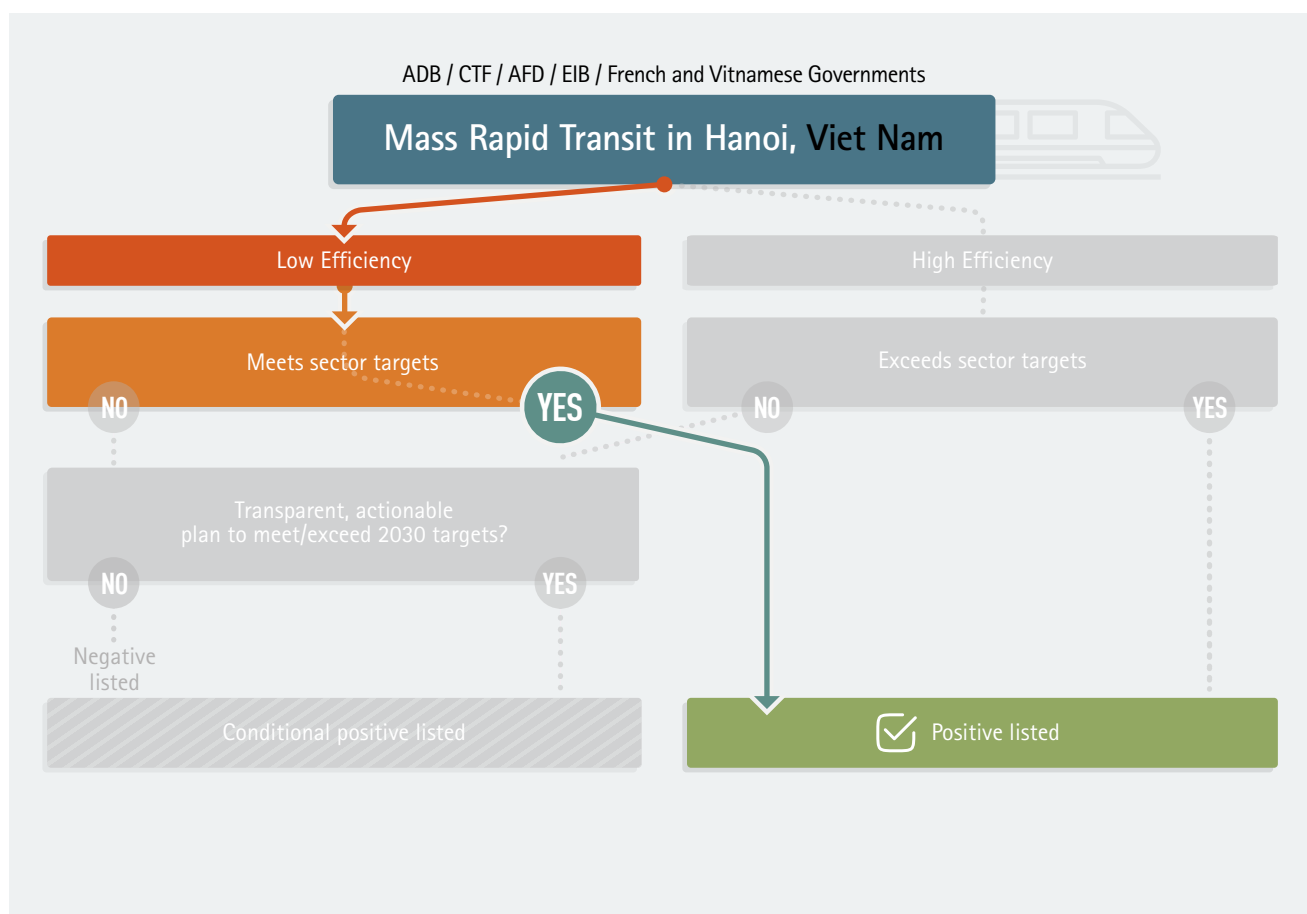 ADB / CTF / AFD / EIB / French and Vitnamese Governments
Mass Rapid Transit in Hanoi, Viet Nam
Low Efficiency
High Efficiency
Meets sector targets
Exceeds sector targets
NO
YES
NO
YES
Transparent, actionable
plan to meet/exceed 2030 targets?
NO
YES
Negative
listed
Conditional positive listed
Positive listed